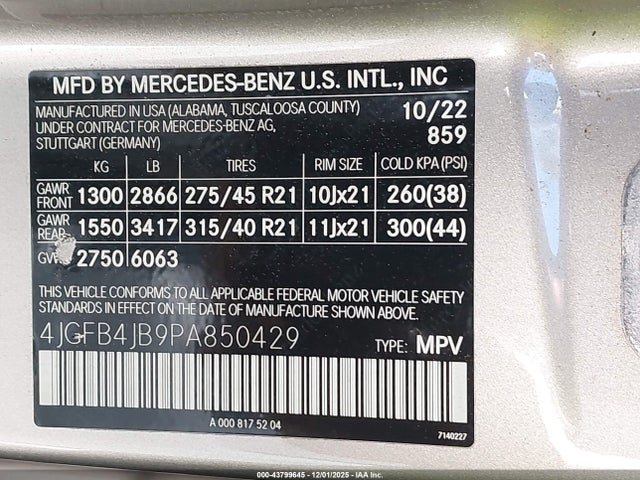 MFD BY MERCEDES-BENZ U.S. INTL., INC
MANUFACTURED IN USA (ALABAMA, TUSCALOOSA COUNTY) 10/22
UNDER CONTRACT FOR MERCEDES-BENZ AG, 859
STUTTGART (GERMANY)
KG LB TIRES RIM SIZE COLD KPA (PSI)
GAWR FRONT 1300 2866 275/45 R21 10Jx21 260(38)
GAWR REAR 1550 3417 315/40 R21 11Jx21 300(44)
2750 6063
THIS VEHICLE CONFORMS TO ALL APPLICABLE FEDERAL MOTOR VEHICLE SAFETY
STANDARDS IN EFFECT ON THE DATE OF MANUFACTURE SHOWN ABOVE.
4JGFB4JB9PA850429 TYPE: MPV
A 000 817 52 04
7140227
000-43799645 - 12/01/2025 - IAA Inc.